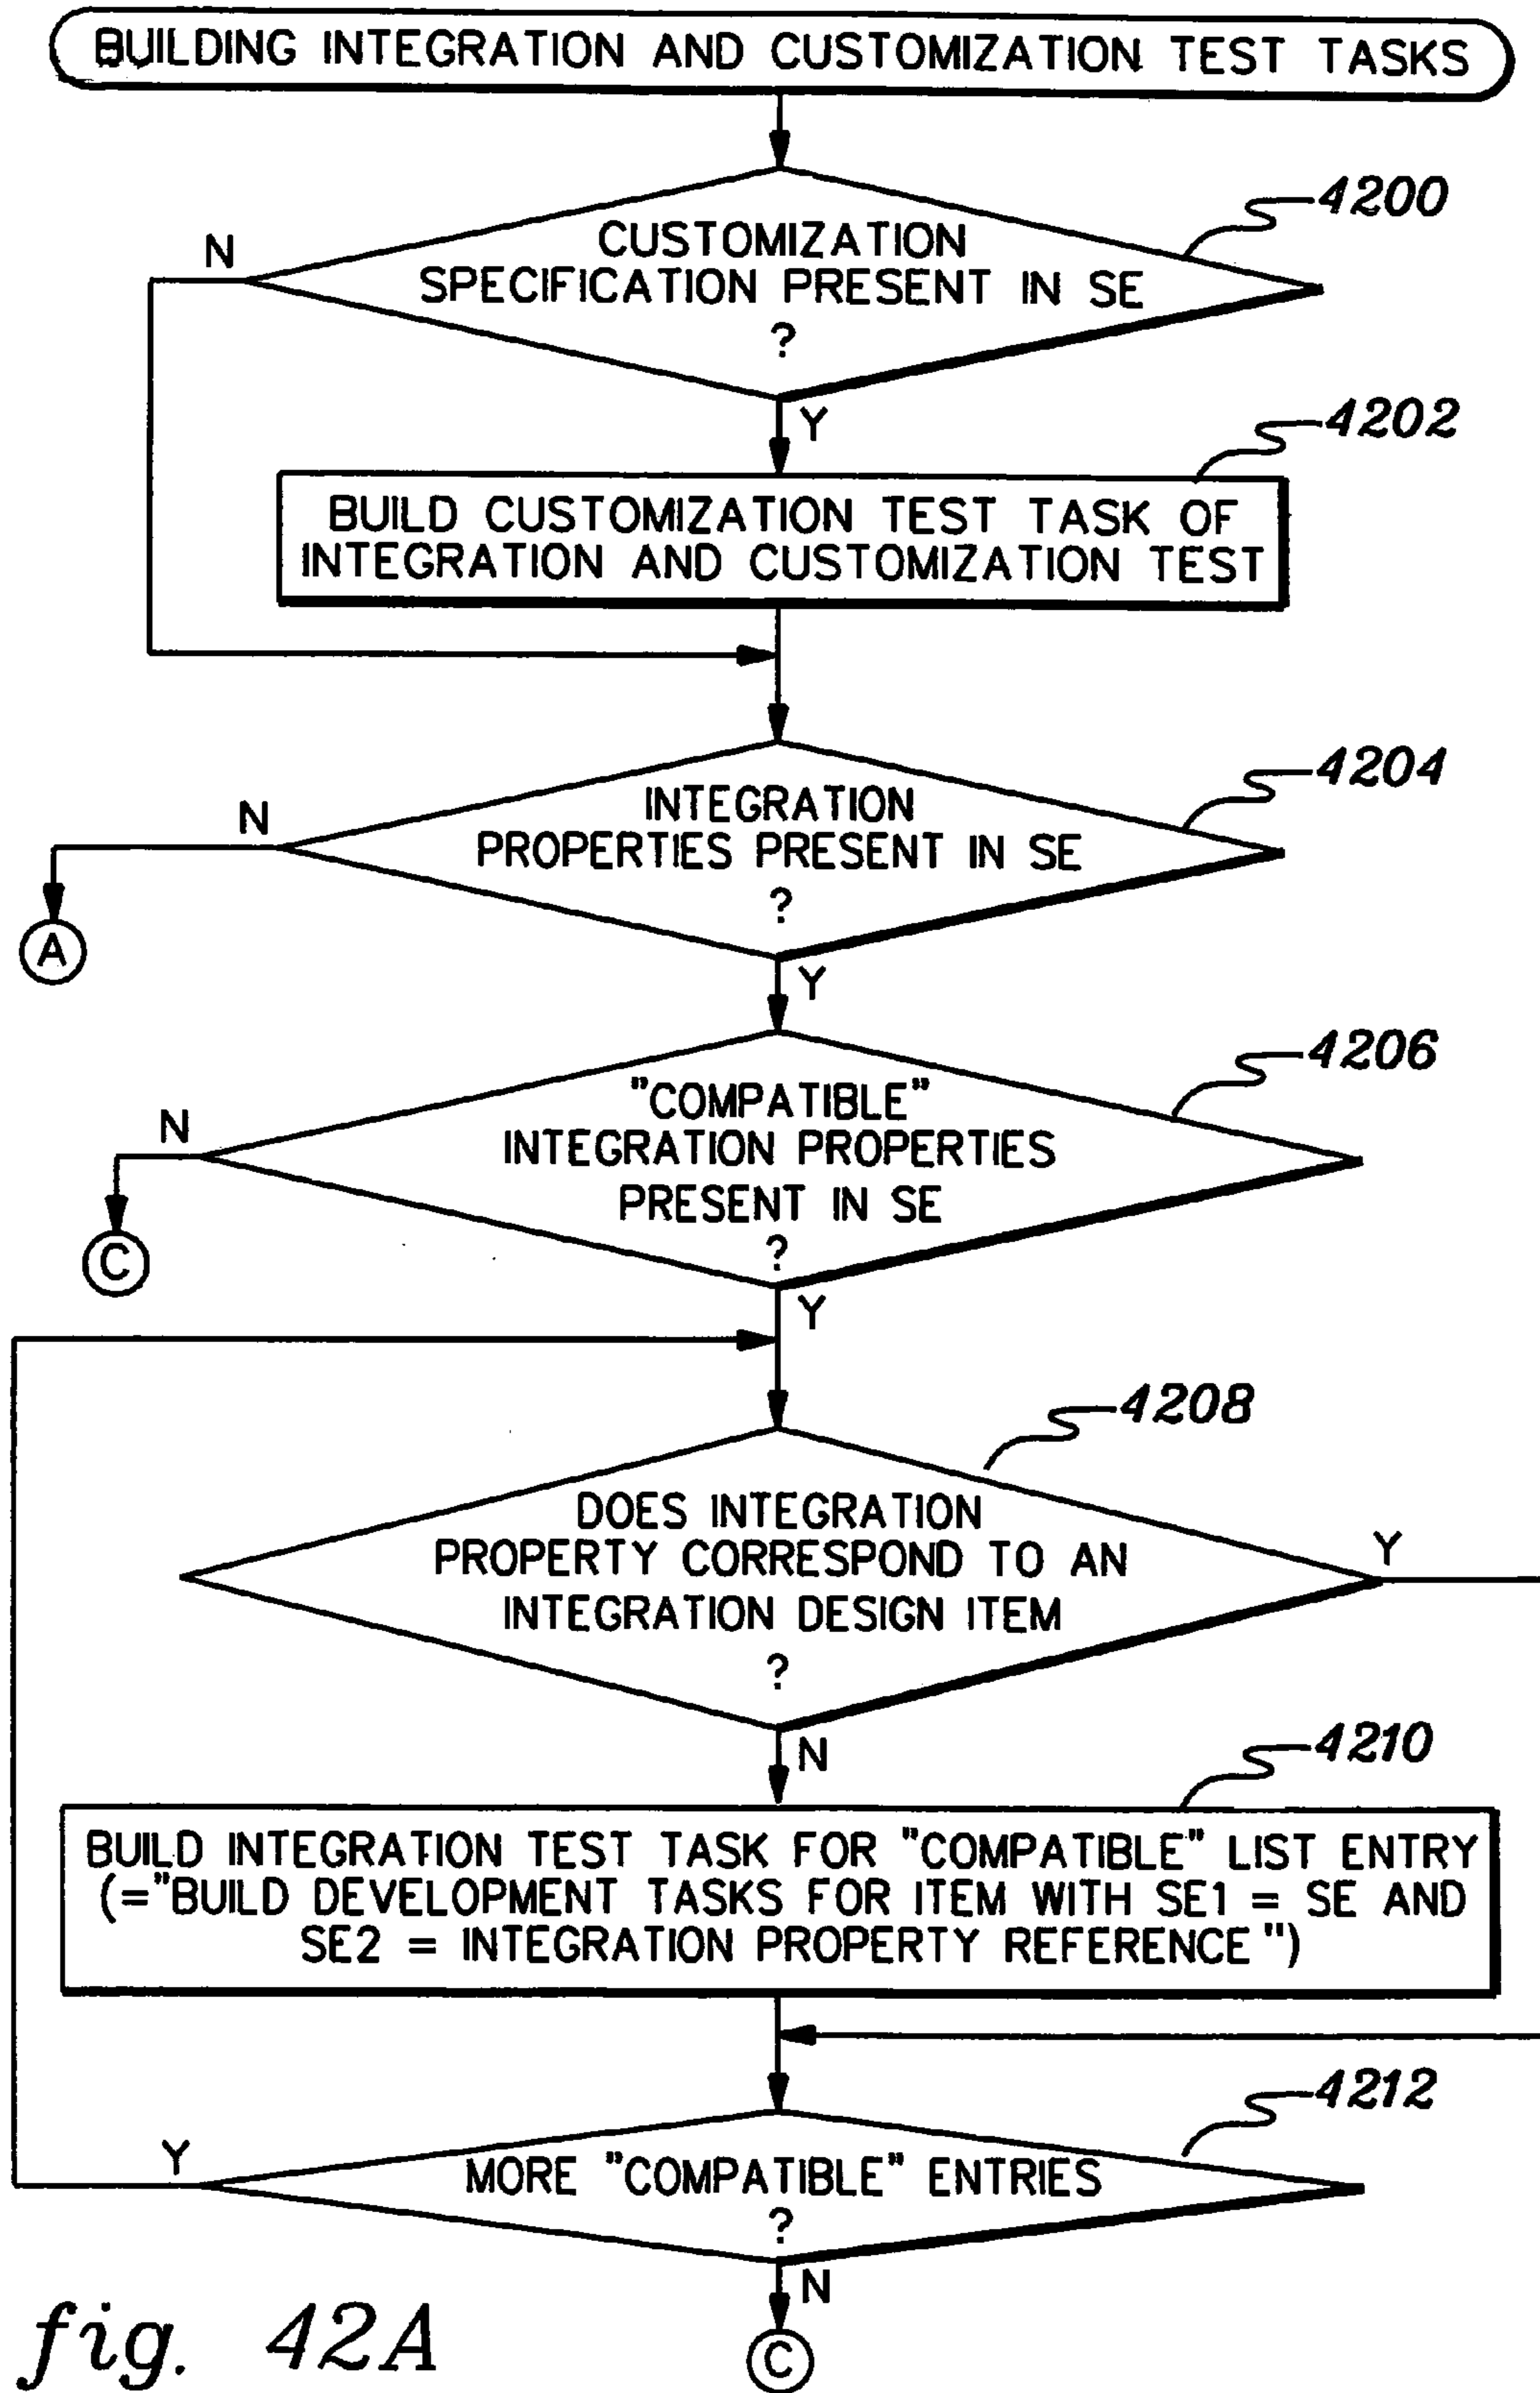 BUILDING INTEGRATION AND CUSTOMIZATION TEST TASKS
4200
N
CUSTOMIZATION
SPECIFICATION PRESENT IN SE
?
Y
4202
BUILD CUSTOMIZATION TEST TASK OF
INTEGRATION AND CUSTOMIZATION TEST
4204
N
INTEGRATION
PROPERTIES PRESENT IN SE
?
A
Y
4206
N
"COMPATIBLE"
INTEGRATION PROPERTIES
PRESENT IN SE
?
C
Y
4208
DOES INTEGRATION
PROPERTY CORRESPOND TO AN
INTEGRATION DESIGN ITEM
?
Y
N
4210
BUILD INTEGRATION TEST TASK FOR "COMPATIBLE" LIST ENTRY
(="BUILD DEVELOPMENT TASKS FOR ITEM WITH SE1 = SE AND
SE2 = INTEGRATION PROPERTY REFERENCE")
4212
Y
MORE "COMPATIBLE" ENTRIES
?
N
C
fig. 42A